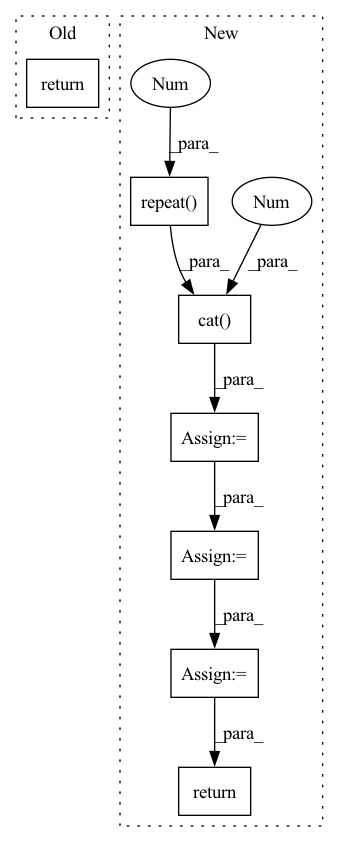 Old
New
return
Num
_para_
repeat()
Num
_para_
_para_
cat()
_para_
Assign:=
_para_
Assign:=
_para_
Assign:=
_para_
return